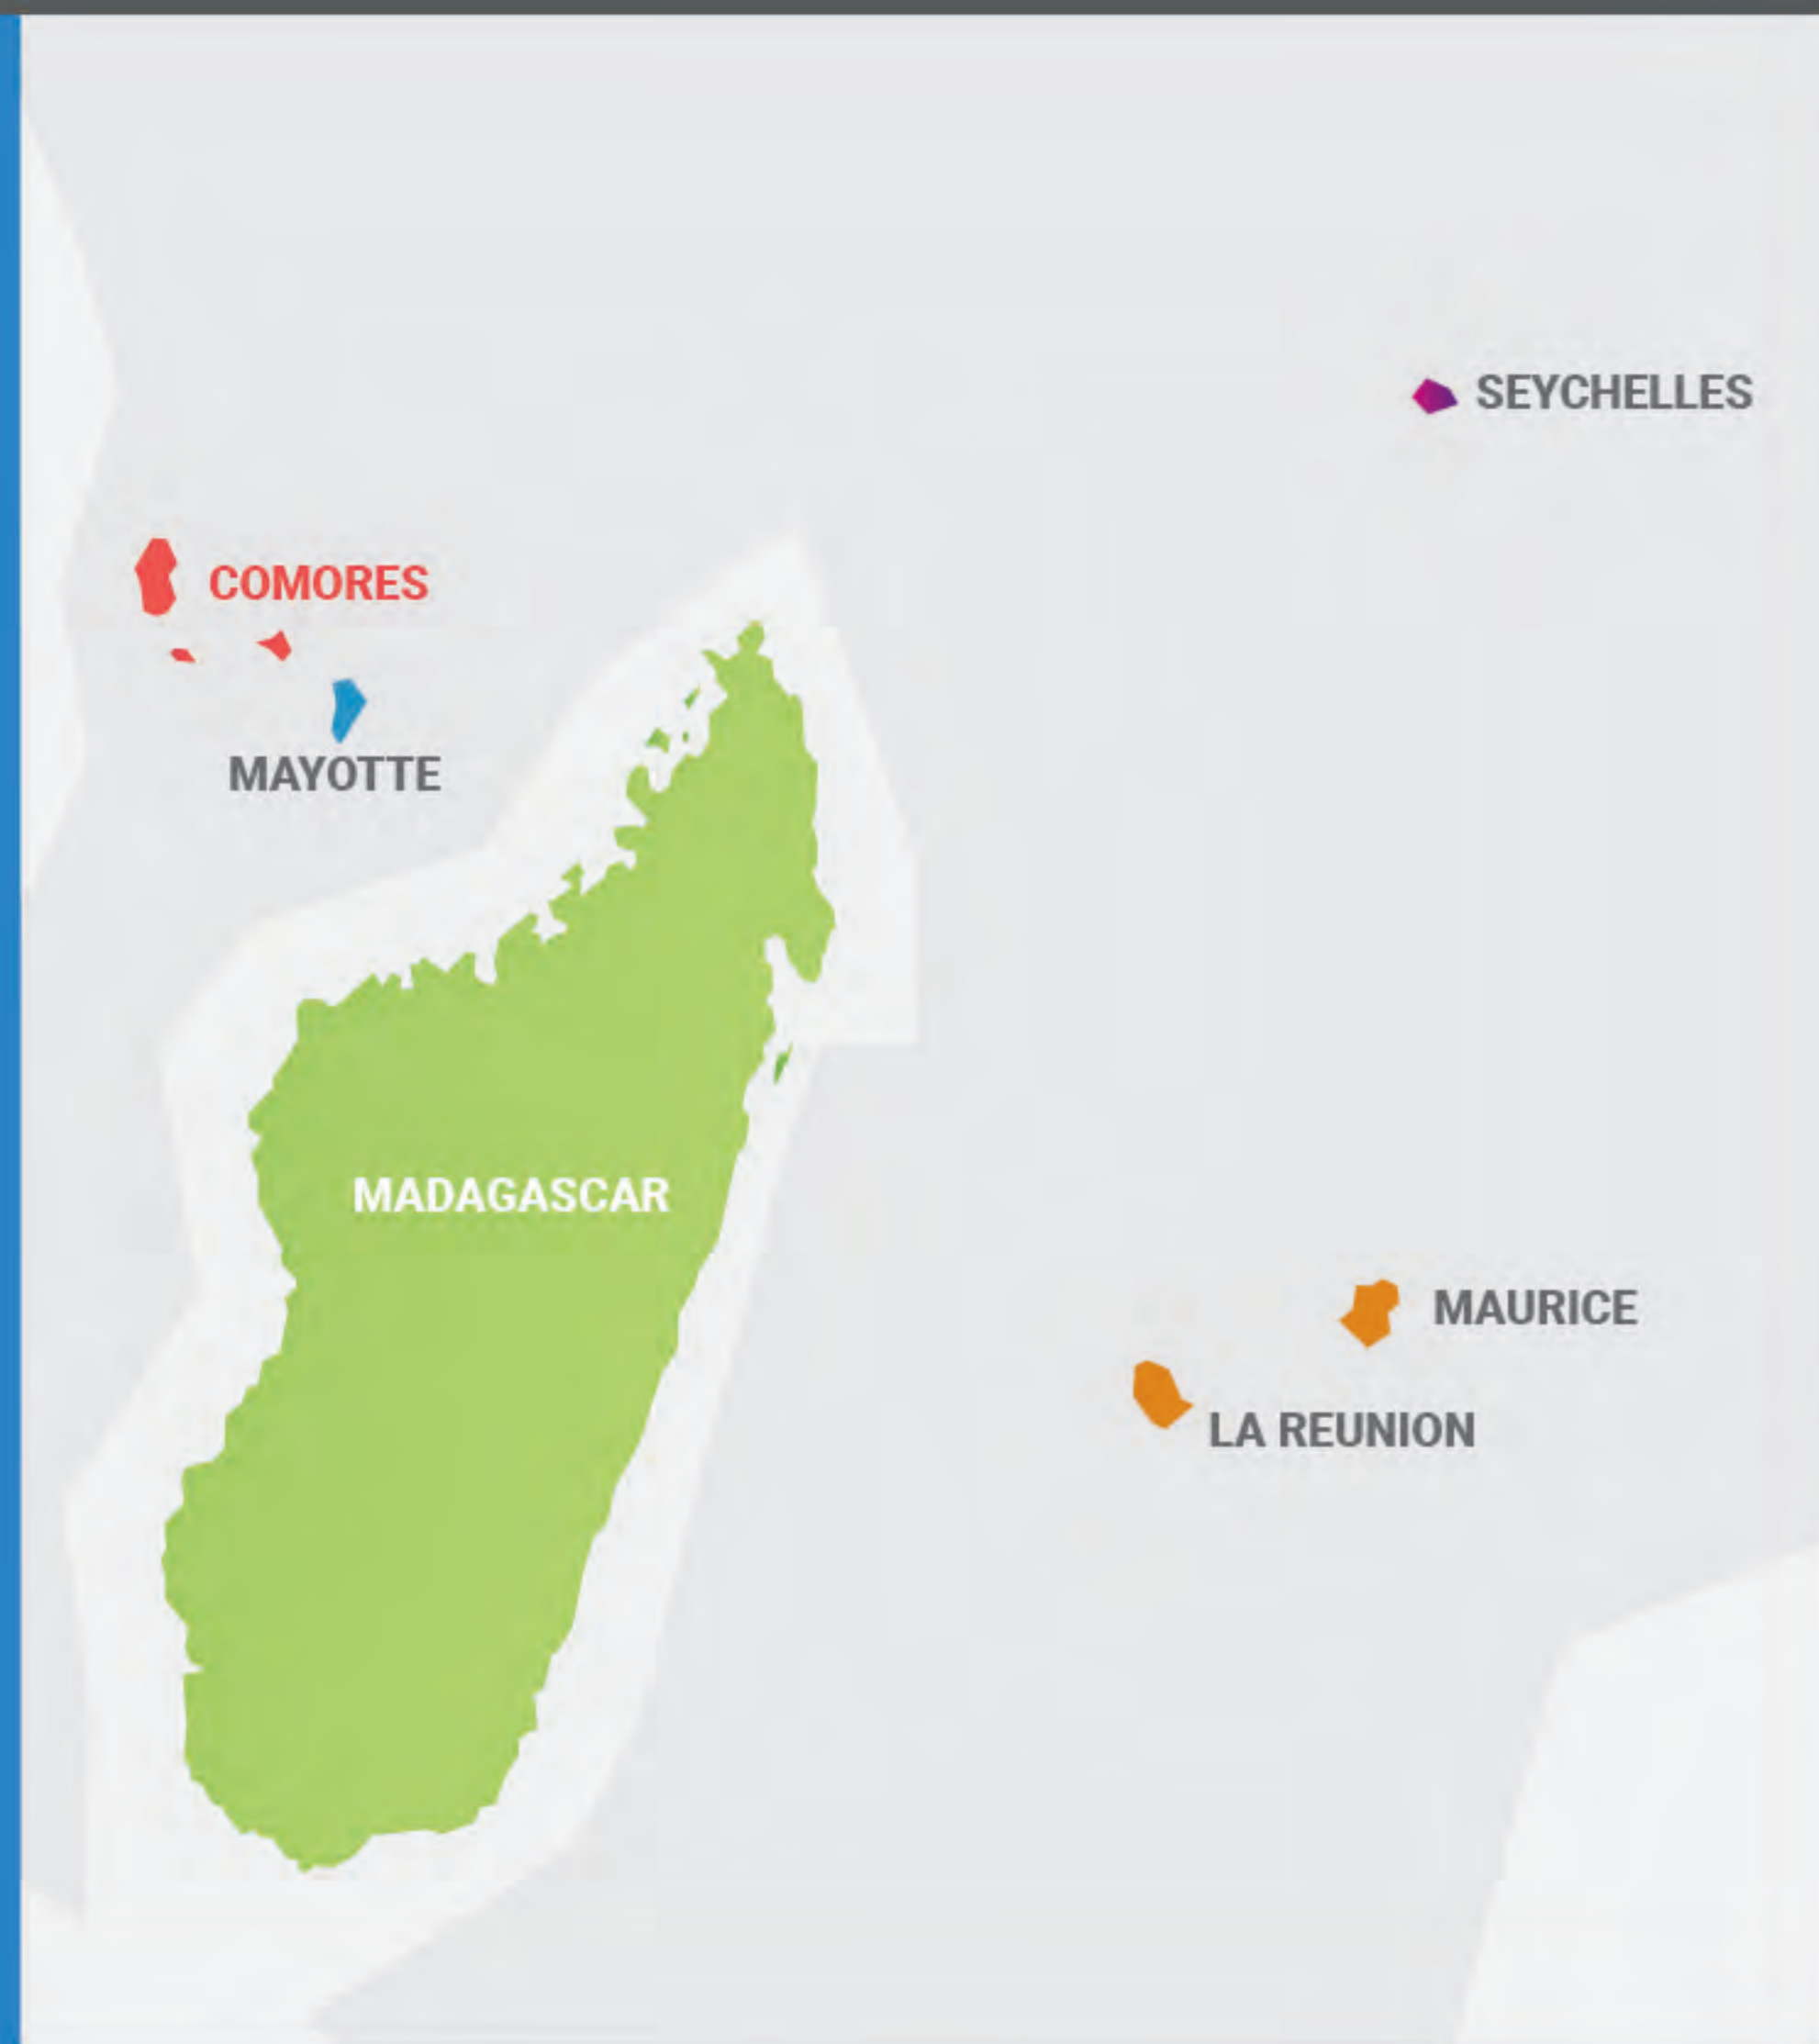 SEYCHELLES
COMORES
MAYOTTE
MADAGASCAR
MAURICE
LA REUNION